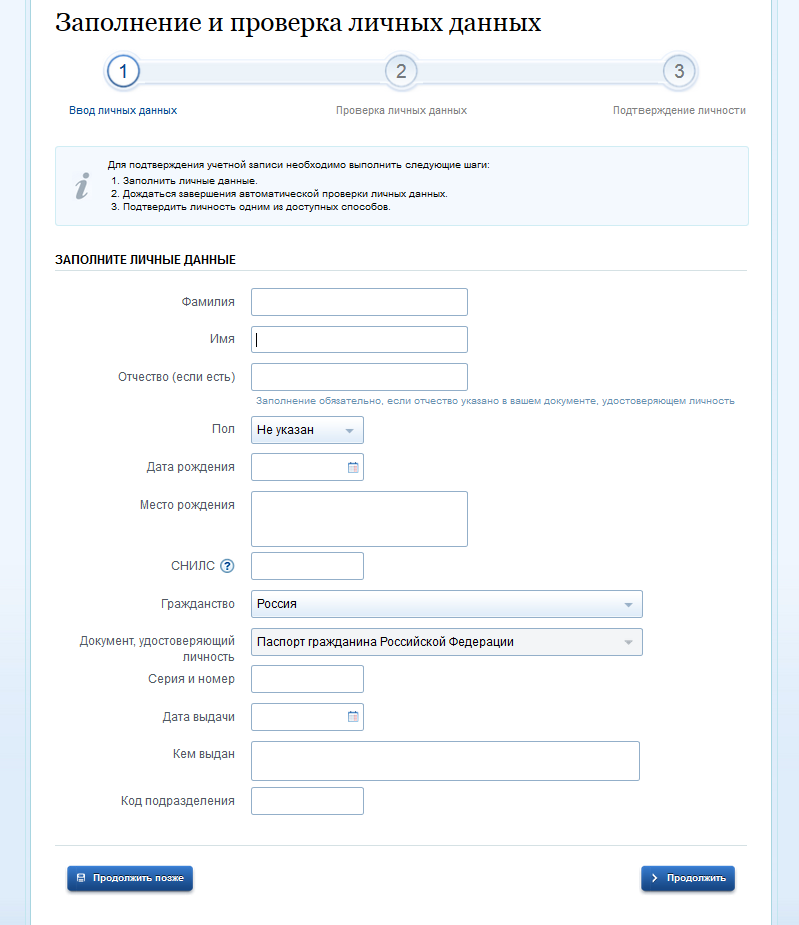 Заполнение и проверка личных данных
1
2
3
Ввод личных данных
Проверка личных данных
Подтверждение личности
Для подтверждения учетной записи необходимо выполнить следующие шаги:
1. Заполнить личные данные.
2. Дождаться завершения автоматической проверки личных данных.
3. Подтвердить личность одним из доступных способов.
ЗАПОЛНИТЕ ЛИЧНЫЕ ДАННЫЕ
Фамилия
Имя
Отчество (если есть)
Заполнение обязательно, если отчество указано в вашем документе, удостоверяющем личность
Пол
Не указан
Дата рождения
Место рождения
СНИЛС ?
Гражданство
Россия
Документ, удостоверяющий
личность
Паспорт гражданина Российской Федерации
Серия и номер
Дата выдачи
Кем выдан
Код подразделения
Продолжить позже
Продолжить